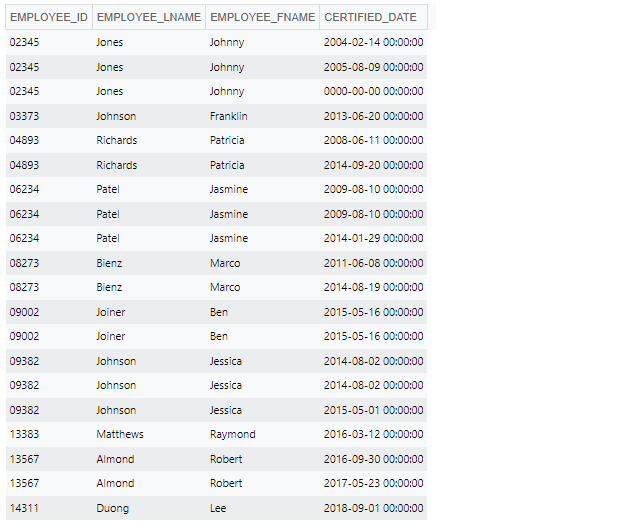 EMPLOYEE_ID EMPLOYEE_LNAME EMPLOYEE_FNAME CERTIFIED_DATE
02345 Jones Johnny 2004-02-14 00:00:00
02345 Jones Johnny 2005-08-09 00:00:00
02345 Jones Johnny 0000-00-00 00:00:00
03373 Johnson Franklin 2013-06-20 00:00:00
04893 Richards Patricia 2008-06-11 00:00:00
04893 Richards Patricia 2014-09-20 00:00:00
06234 Patel Jasmine 2009-08-10 00:00:00
06234 Patel Jasmine 2009-08-10 00:00:00
06234 Patel Jasmine 2014-01-29 00:00:00
08273 Bienz Marco 2011-06-08 00:00:00
08273 Bienz Marco 2014-08-19 00:00:00
09002 Joiner Ben 2015-05-16 00:00:00
09002 Joiner Ben 2015-05-16 00:00:00
09382 Johnson Jessica 2014-08-02 00:00:00
09382 Johnson Jessica 2014-08-02 00:00:00
09382 Johnson Jessica 2015-05-01 00:00:00
13383 Matthews Raymond 2016-03-12 00:00:00
13567 Almond Robert 2016-09-30 00:00:00
13567 Almond Robert 2017-05-23 00:00:00
14311 Duong Lee 2018-09-01 00:00:00